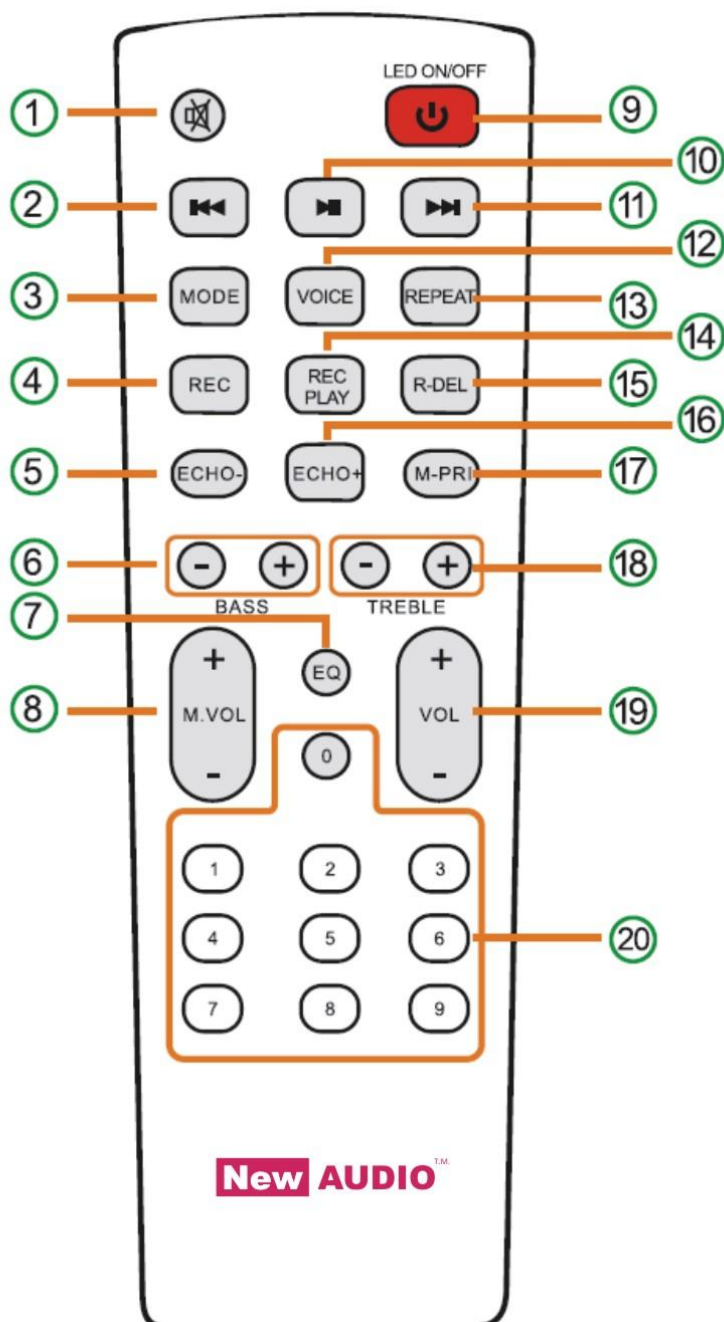 LED ON/OFF
1
9
10
2
11
12
3
MODE
VOICE
REPEAT
13
14
4
REC
REC
PLAY
R-DEL
15
16
5
ECHO-
ECHO+
M-PRI
17
6
-
+
-
+
18
BASS
TREBLE
7
+
EQ
+
8
M.VOL
VOL
19
-
0
-
1
2
3
4
5
6
20
7
8
9
New AUDIO T.M.